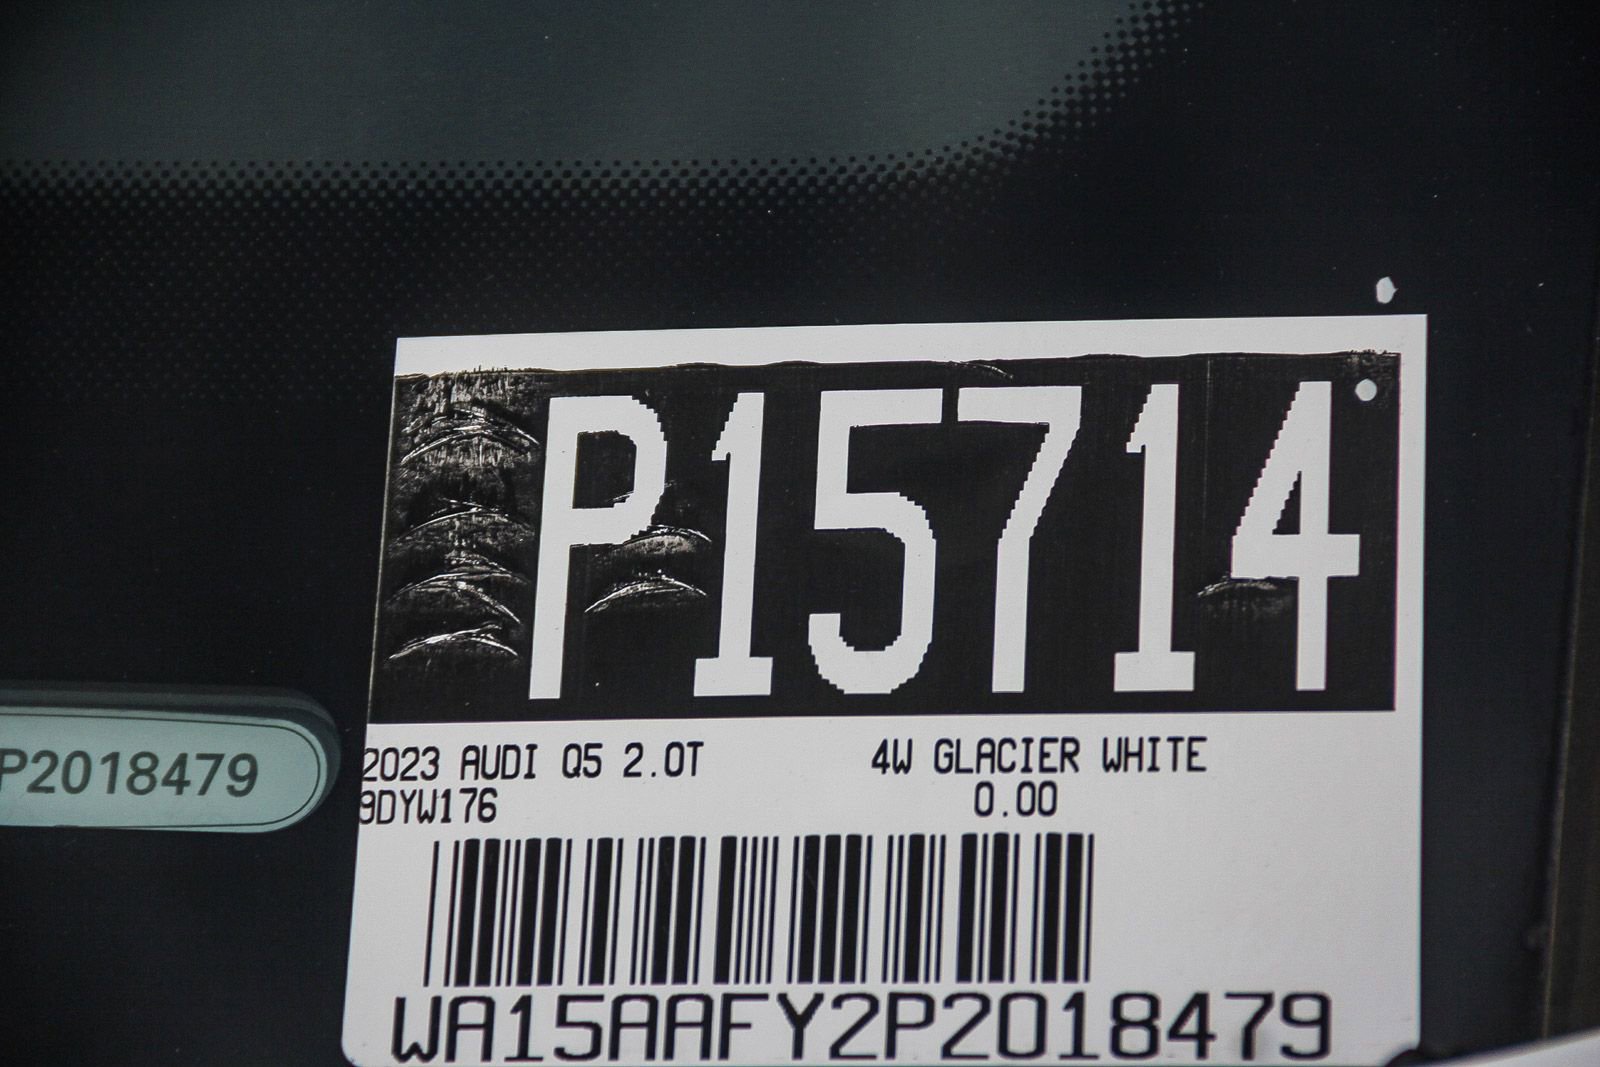 P15714
P2018479
2023 AUDI Q5 2.0T 4W GLACIER WHITE
9DYW176 0.00
WA15AAFY2P2018479